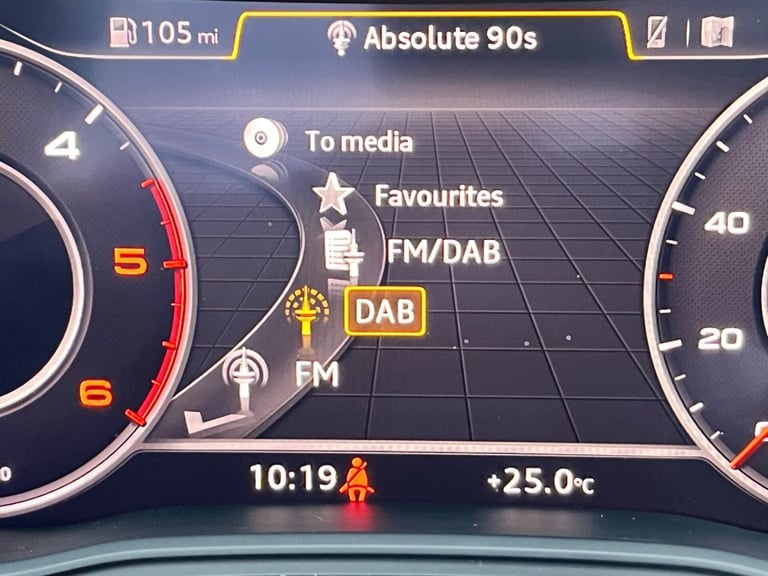 105 mi
Absolute 90s
To media
Favourites
FM/DAB
DAB
FM
4
5
6
40
20
0
10:19
+25.0°C